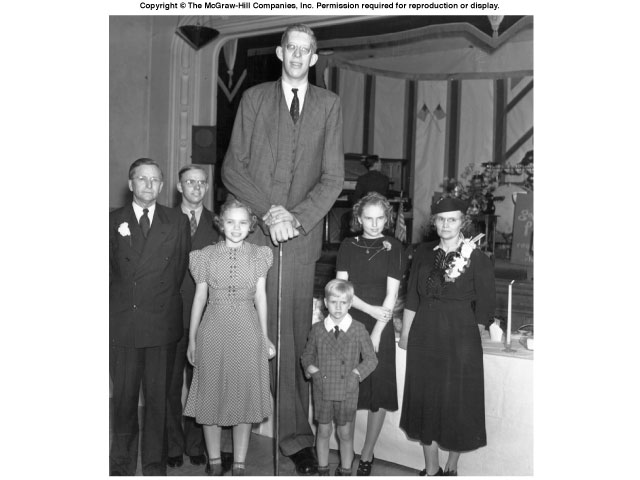 Copyright © The McGraw-Hill Companies, Inc. Permission required for reproduction or display.